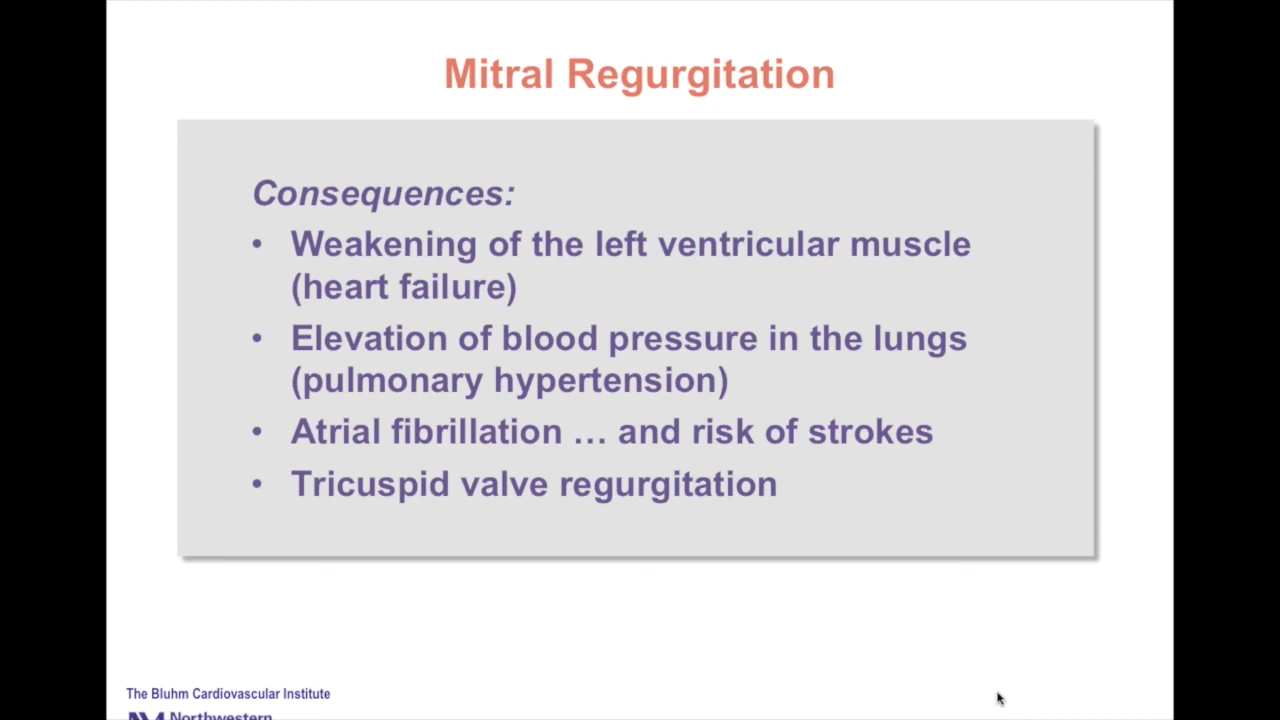 Mitral Regurgitation
Consequences:
• Weakening of the left ventricular muscle
(heart failure)
• Elevation of blood pressure in the lungs
(pulmonary hypertension)
• Atrial fibrillation … and risk of strokes
• Tricuspid valve regurgitation
The Bluhm Cardiovascular Institute
Northwestern